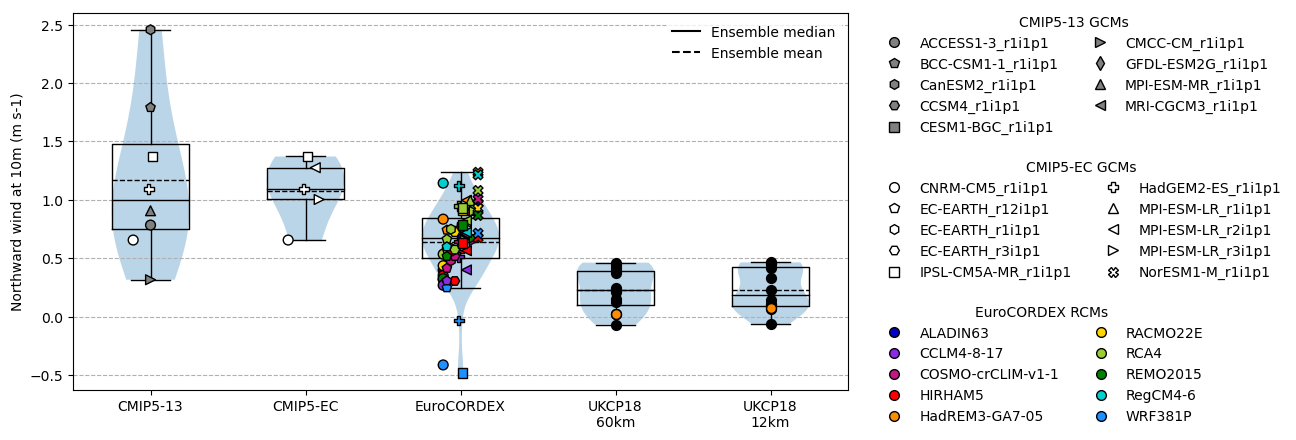 Northward wind at 10m (m s-1)
2.5
2.0
1.5
1.0
0.5
0.0
−0.5
CMIP5-13
CMIP5-EC
EuroCORDEX
UKCP18
60km
UKCP18
12km
Ensemble median
Ensemble mean
CMIP5-13 GCMs
ACCESS1-3_r1i1p1
BCC-CSM1-1_r1i1p1
CanESM2_r1i1p1
CCSM4_r1i1p1
CESM1-BGC_r1i1p1
CMCC-CM_r1i1p1
GFDL-ESM2G_r1i1p1
MPI-ESM-MR_r1i1p1
MRI-CGCM3_r1i1p1
CMIP5-EC GCMs
CNRM-CM5_r1i1p1
EC-EARTH_r12i1p1
EC-EARTH_r1i1p1
EC-EARTH_r3i1p1
IPSL-CM5A-MR_r1i1p1
HadGEM2-ES_r1i1p1
MPI-ESM-LR_r1i1p1
MPI-ESM-LR_r2i1p1
MPI-ESM-LR_r3i1p1
NorESM1-M_r1i1p1
EuroCORDEX RCMs
ALADIN63
CCLM4-8-17
COSMO-crCLIM-v1-1
HIRHAM5
HadREM3-GA7-05
RACMO22E
RCA4
REMO2015
RegCM4-6
WRF381P